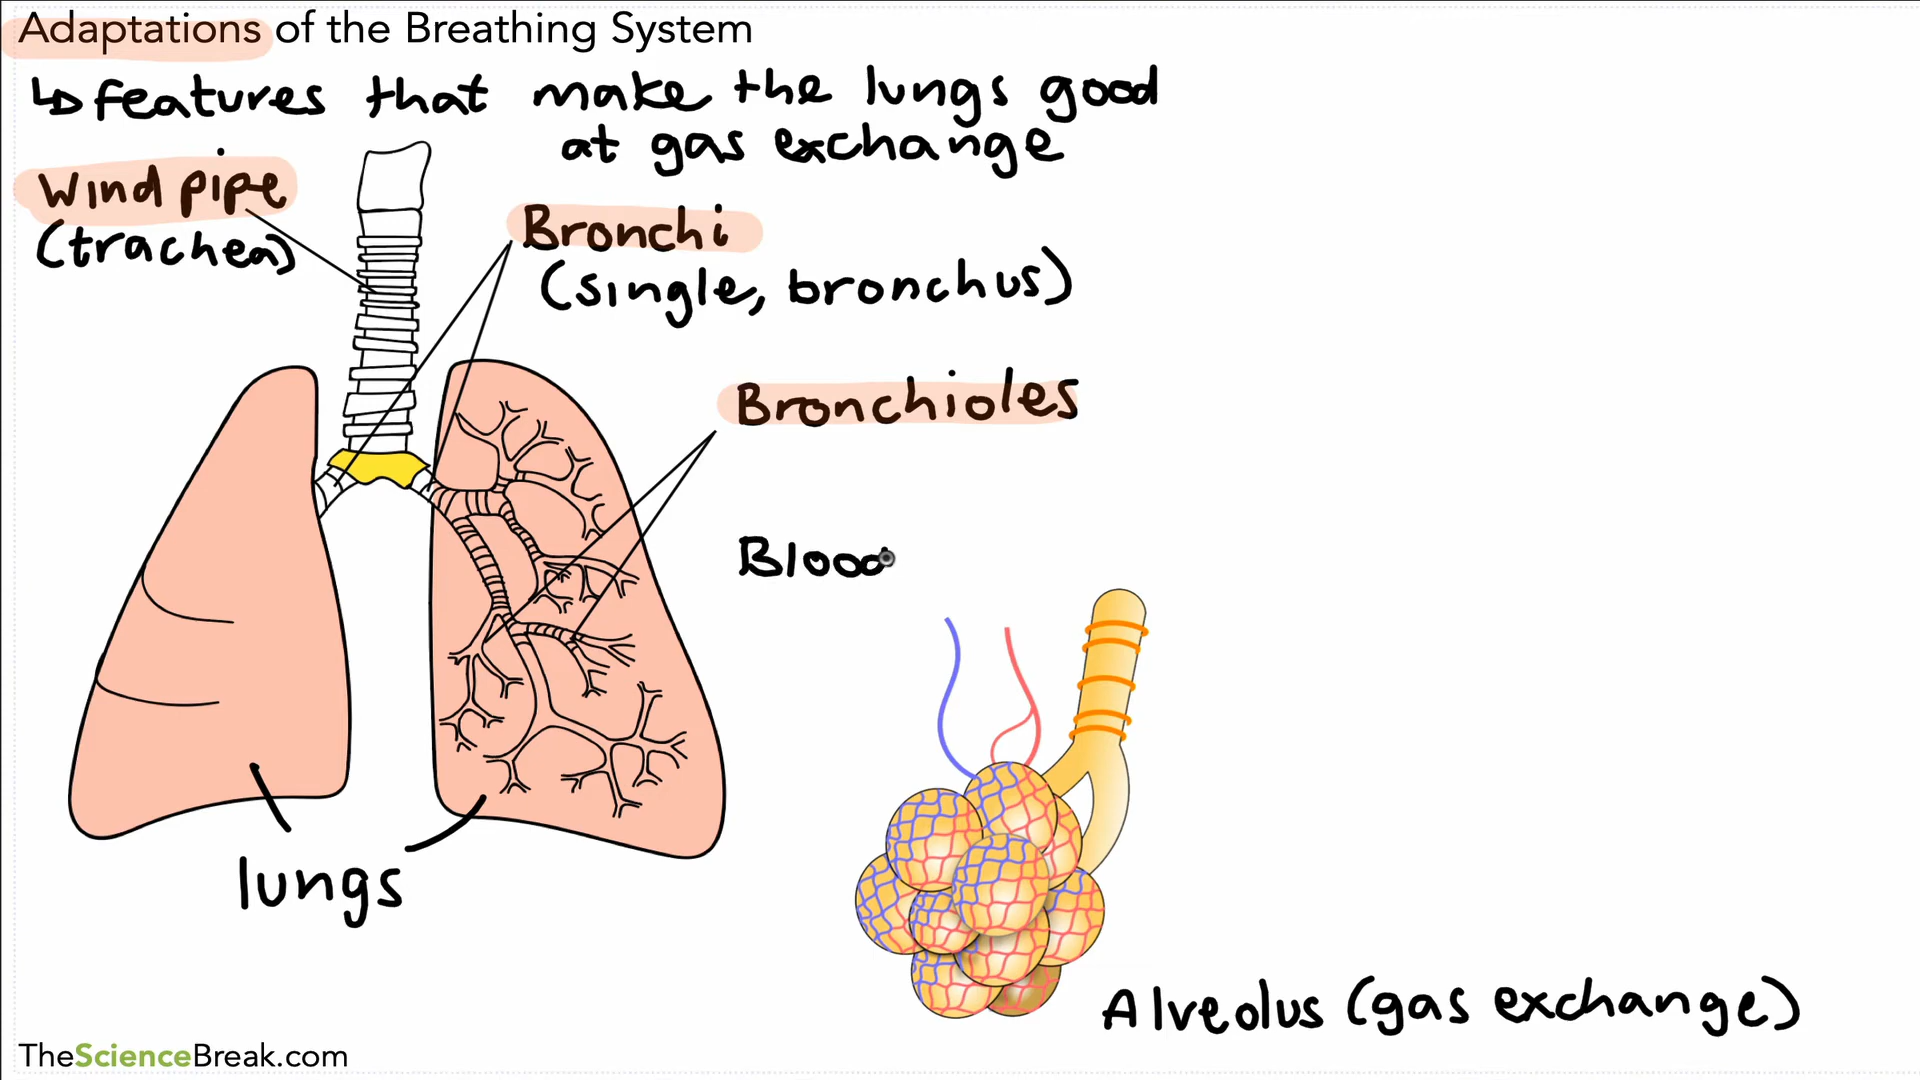 Adaptations of the Breathing System
↳ features that make the lungs good
at gas exchange
Wind pipe
(trachea)
Bronchi
(single, bronchus)
Bronchioles
Blood
lungs
Alveolus (gas exchange)
TheScienceBreak.com